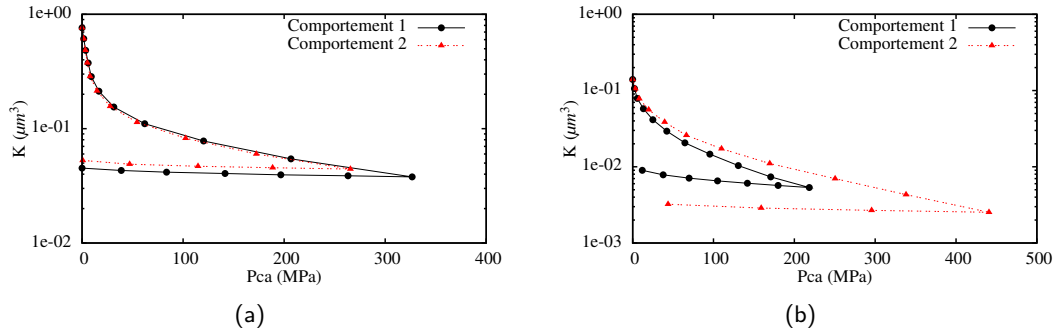 1e+00
1e-01
1e-02
K (μm³)
0 100 200 300 400
Pca (MPa)
Comportement 1
Comportement 2
(a)
1e+00
1e-01
1e-02
1e-03
K (μm³)
0 100 200 300 400 500
Pca (MPa)
Comportement 1
Comportement 2
(b)